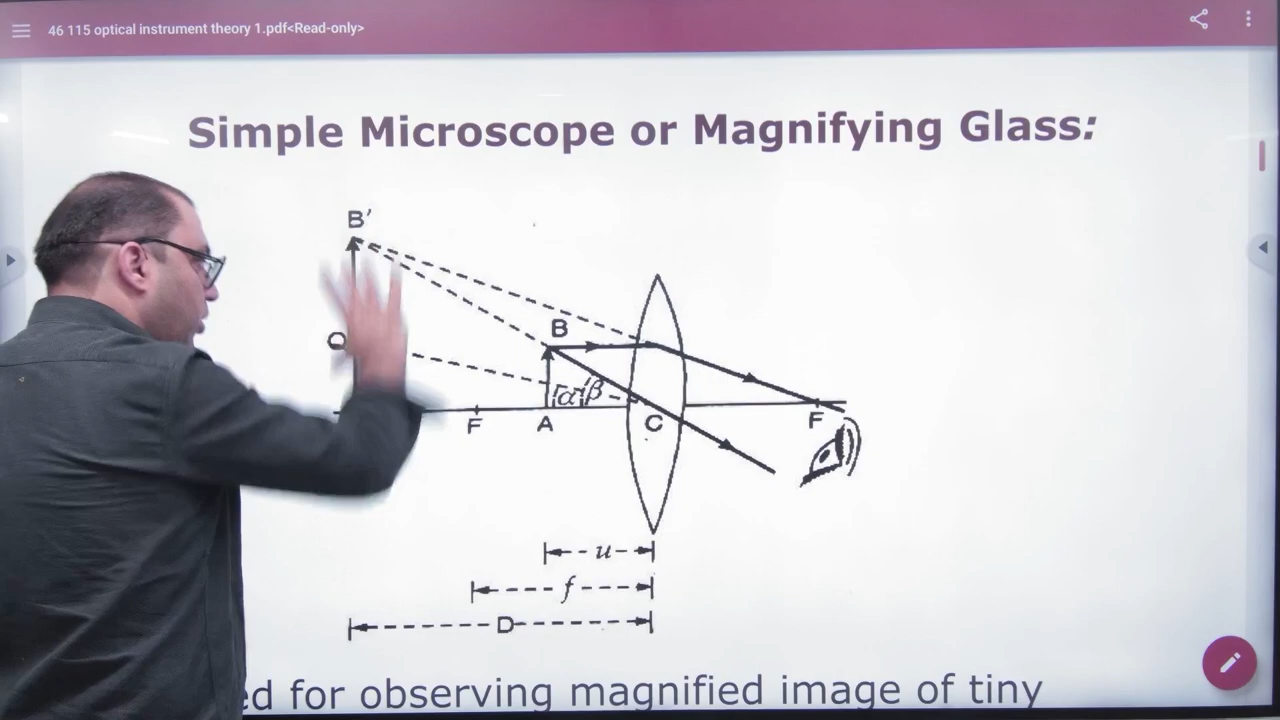 46 115 optical instrument theory 1.pdf<Read-only>
Simple Microscope or Magnifying Glass:
B'
B
Q
α β
F A C F
u
f
D
for observing magnified image of tiny